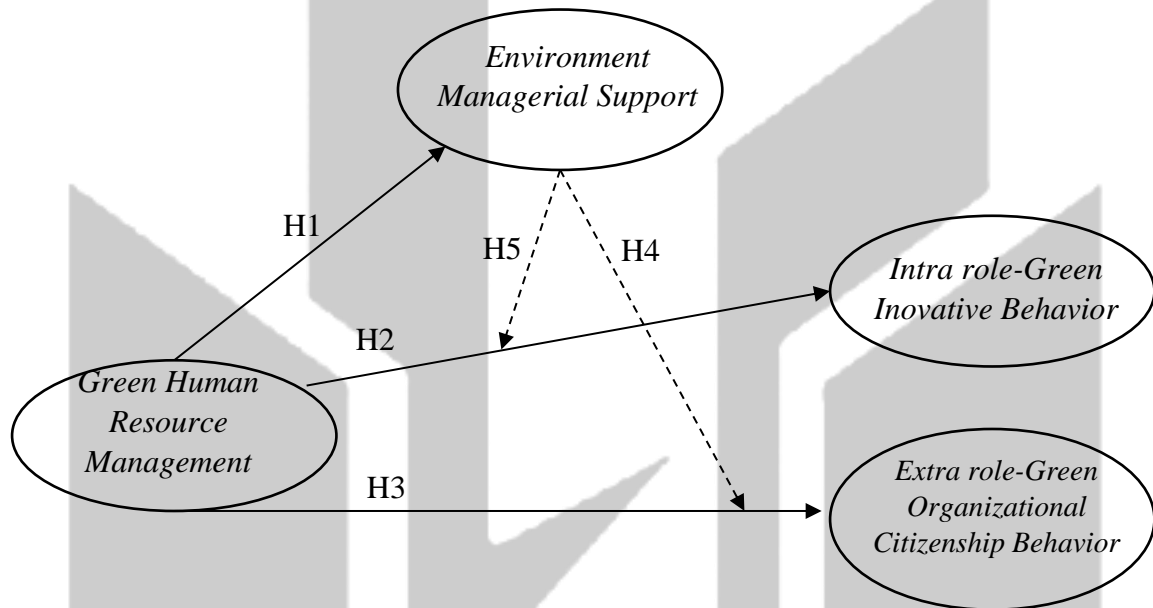 Environment
Managerial Support
H1
H5
H4
Intra role-Green
Inovative Behavior
H2
Green Human
Resource
Management
H3
Extra role-Green
Organizational
Citizenship Behavior